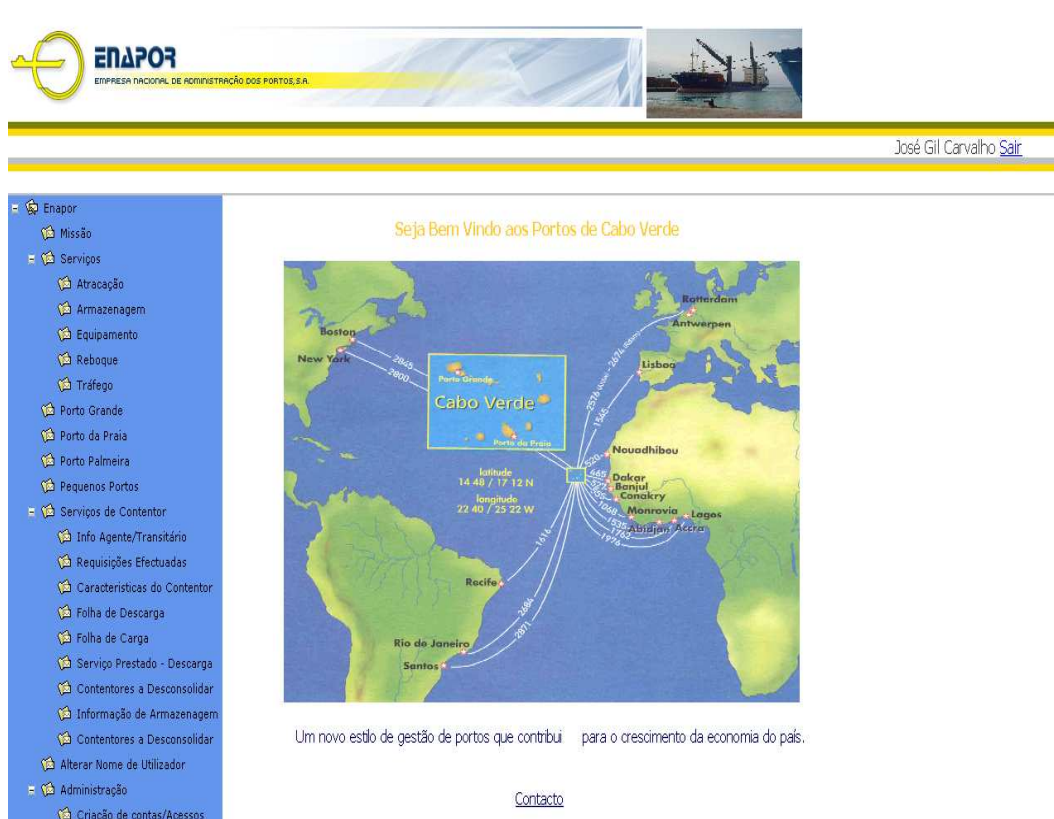 ENAPOR
EMPRESA NACIONAL DE ADMINISTRAÇÃO DOS PORTOS, S.A.
José Gil Carvalho Sair
Enapor
Missão
Serviços
Atracação
Armazenagem
Equipamento
Reboque
Tráfego
Porto Grande
Porto da Praia
Porto Palmeira
Pequenos Portos
Serviços de Contentor
Info Agente/Transitário
Requisições Efectuadas
Caracteristicas do Contentor
Folha de Descarga
Folha de Carga
Serviço Prestado - Descarga
Contentores a Desconsolidar
Informação de Armazenagem
Contentores a Desconsolidar
Alterar Nome de Utilizador
Administração
Criação de contas/Acessos
Seja Bem Vindo aos Portos de Cabo Verde
Rotterdam
Antwerpen
Boston
New York
2845
2800
Lisboa
Porto Grande
Cabo Verde
Porto da Praia
1545
latitude
14 48 / 17 12 N
longitude
22 40 / 25 22 W
Nouadhibou
520
465
Dakar
Banjul
Conakry
1068
Monrovia
Lagos
1535
Abidjan
Accra
1762
1976
1616
Recife
2684
2871
Rio de Janeiro
Santos
Um novo estilo de gestão de portos que contribui para o crescimento da economia do país.
Contacto